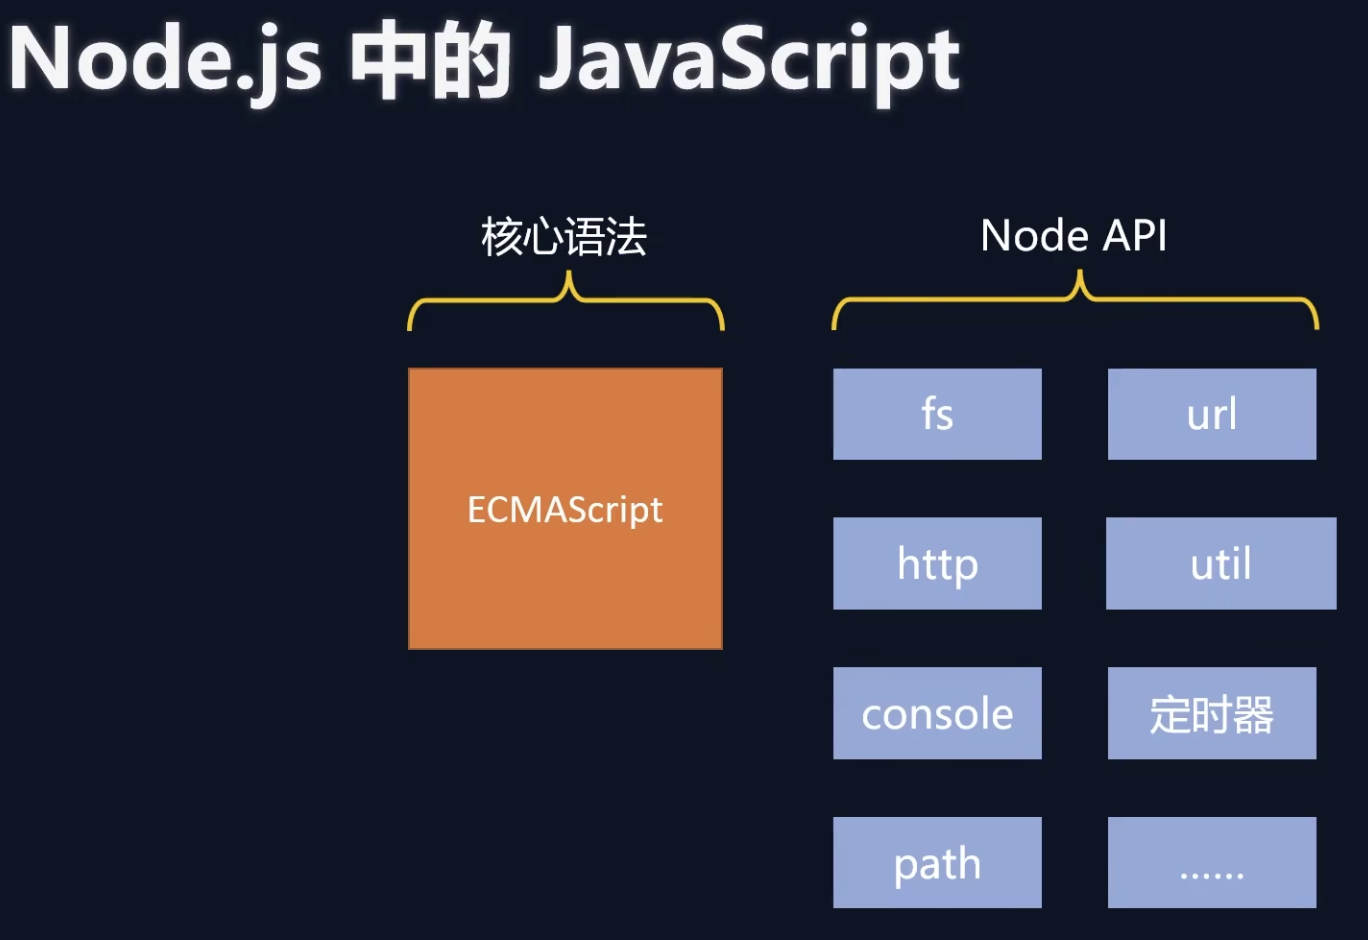 Node.js 中的 JavaScript
核心语法
Node API
ECMAScript
fs
url
http
util
console
定时器
path
......